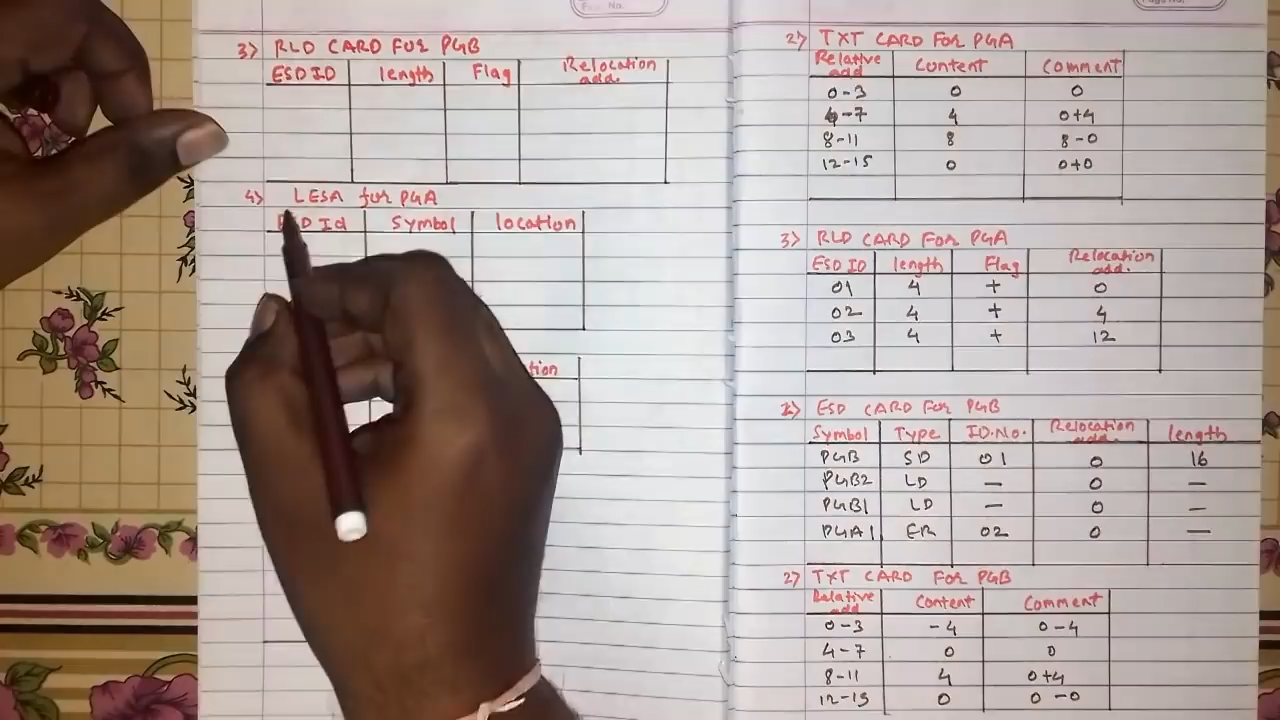 3) RLD CARD FOR PGB
ESD ID length Flag Relocation add.
4) LESA for PGA
ESD Id Symbol location
tion
2) TXT CARD FOR PGA
Relative add Content Comment
0-3 0 0
4-7 4 0+4
8-11 8 8-0
12-15 0 0+0
3) RLD CARD FOR PGA
ESD ID length Flag Relocation add.
01 4 + 0
02 4 + 4
03 4 + 12
ESD CARD FOR PGB
Symbol Type ID.No. Relocation length
PGB SD 01 0 16
PGB2 LD — 0 —
PGB1 LD — 0 —
PGA1 ER 02 0 —
2) TXT CARD FOR PGB
Relative add Content Comment
0-3 -4 0-4
4-7 0 0
8-11 4 0+4
12-15 0 0-0